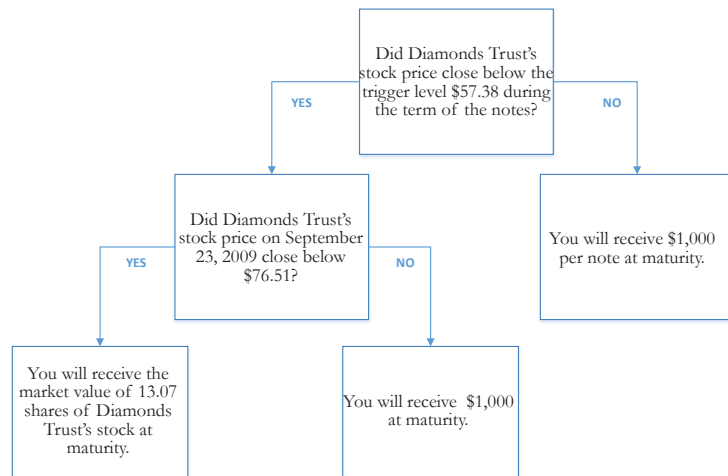 Did Diamonds Trust's
stock price close below the
trigger level $57.38 during
the term of the notes?
YES
NO
Did Diamonds Trust's
stock price on September
23, 2009 close below
$76.51?
You will receive $1,000
per note at maturity.
YES
NO
You will receive the
market value of 13.07
shares of Diamonds
Trust's stock at
maturity.
You will receive $1,000
at maturity.